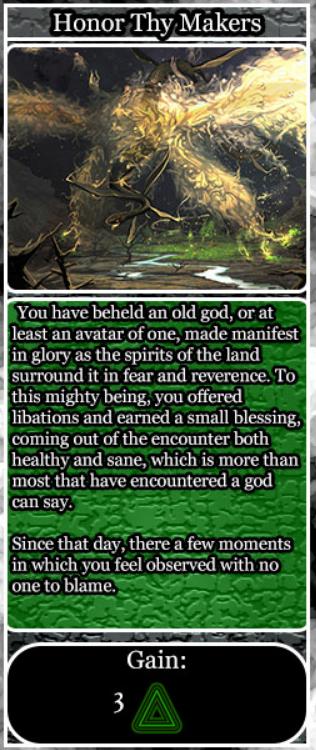 Honor Thy Makers
You have beheld an old god, or at
least an avatar of one, made manifest
in glory as the spirits of the land
surround it in fear and reverence. To
this mighty being, you offered
libations and earned a small blessing,
coming out of the encounter both
healthy and sane, which is more than
most that have encountered a god
can say.
Since that day, there a few moments
in which you feel observed with no
one to blame.
Gain:
3